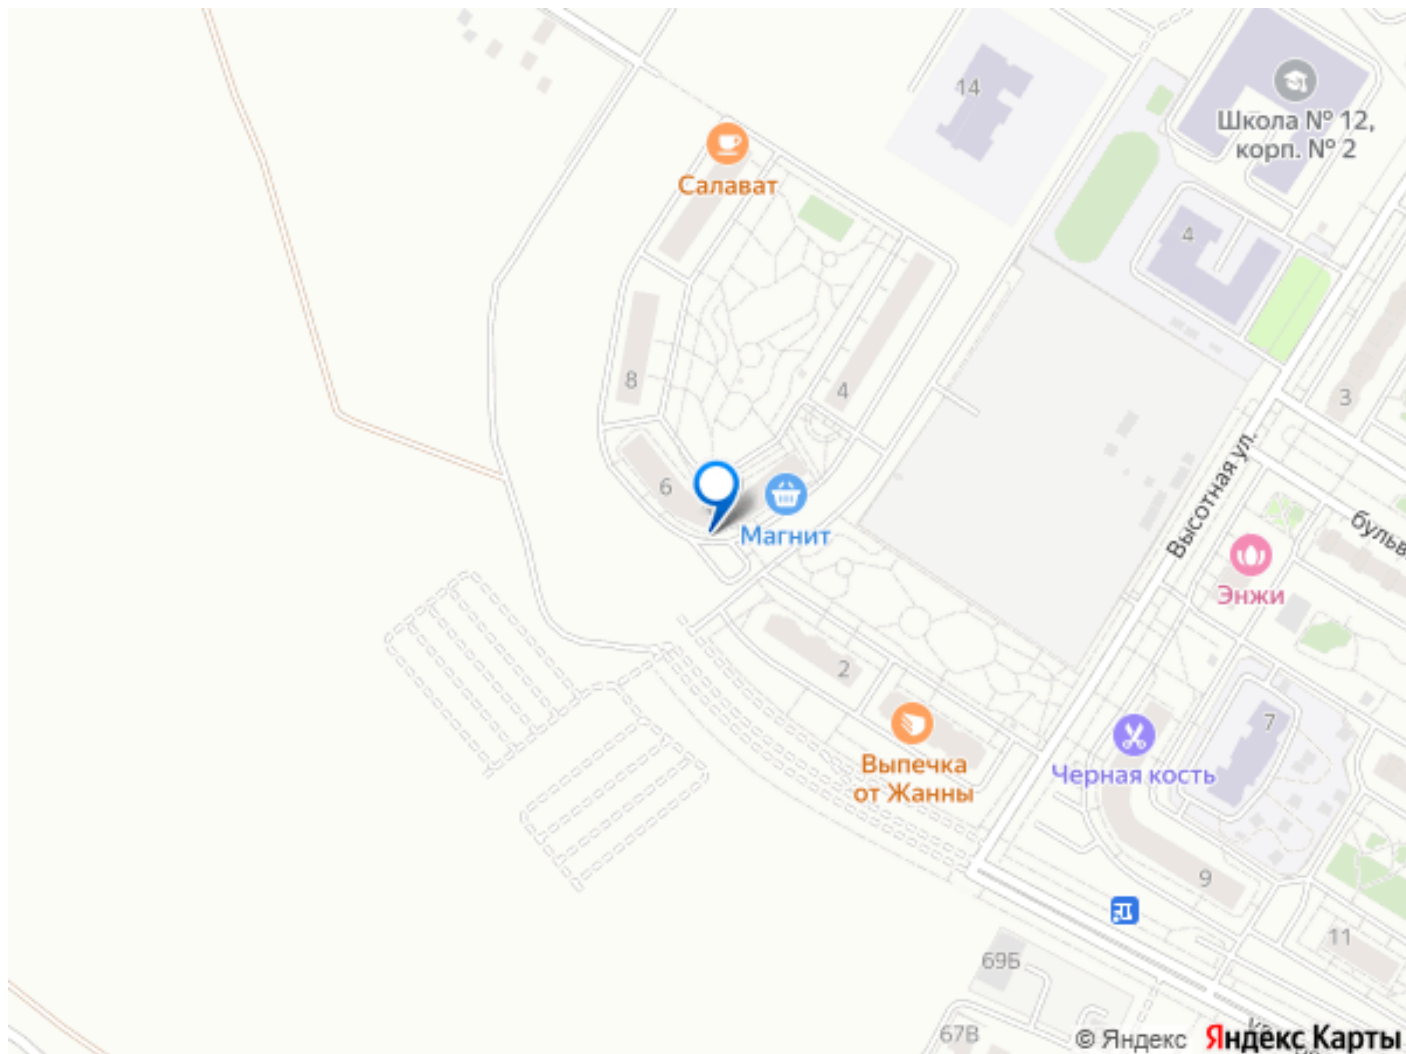 14
Школа № 12,
корп. № 2
Салават
4
8
4
3
6
Магнит
Высотная ул.
бульв
Энжи
2
7
Выпечка
от Жанны
Черная кость
9
11
69Б
67В
© Яндекс Яндекс Карты